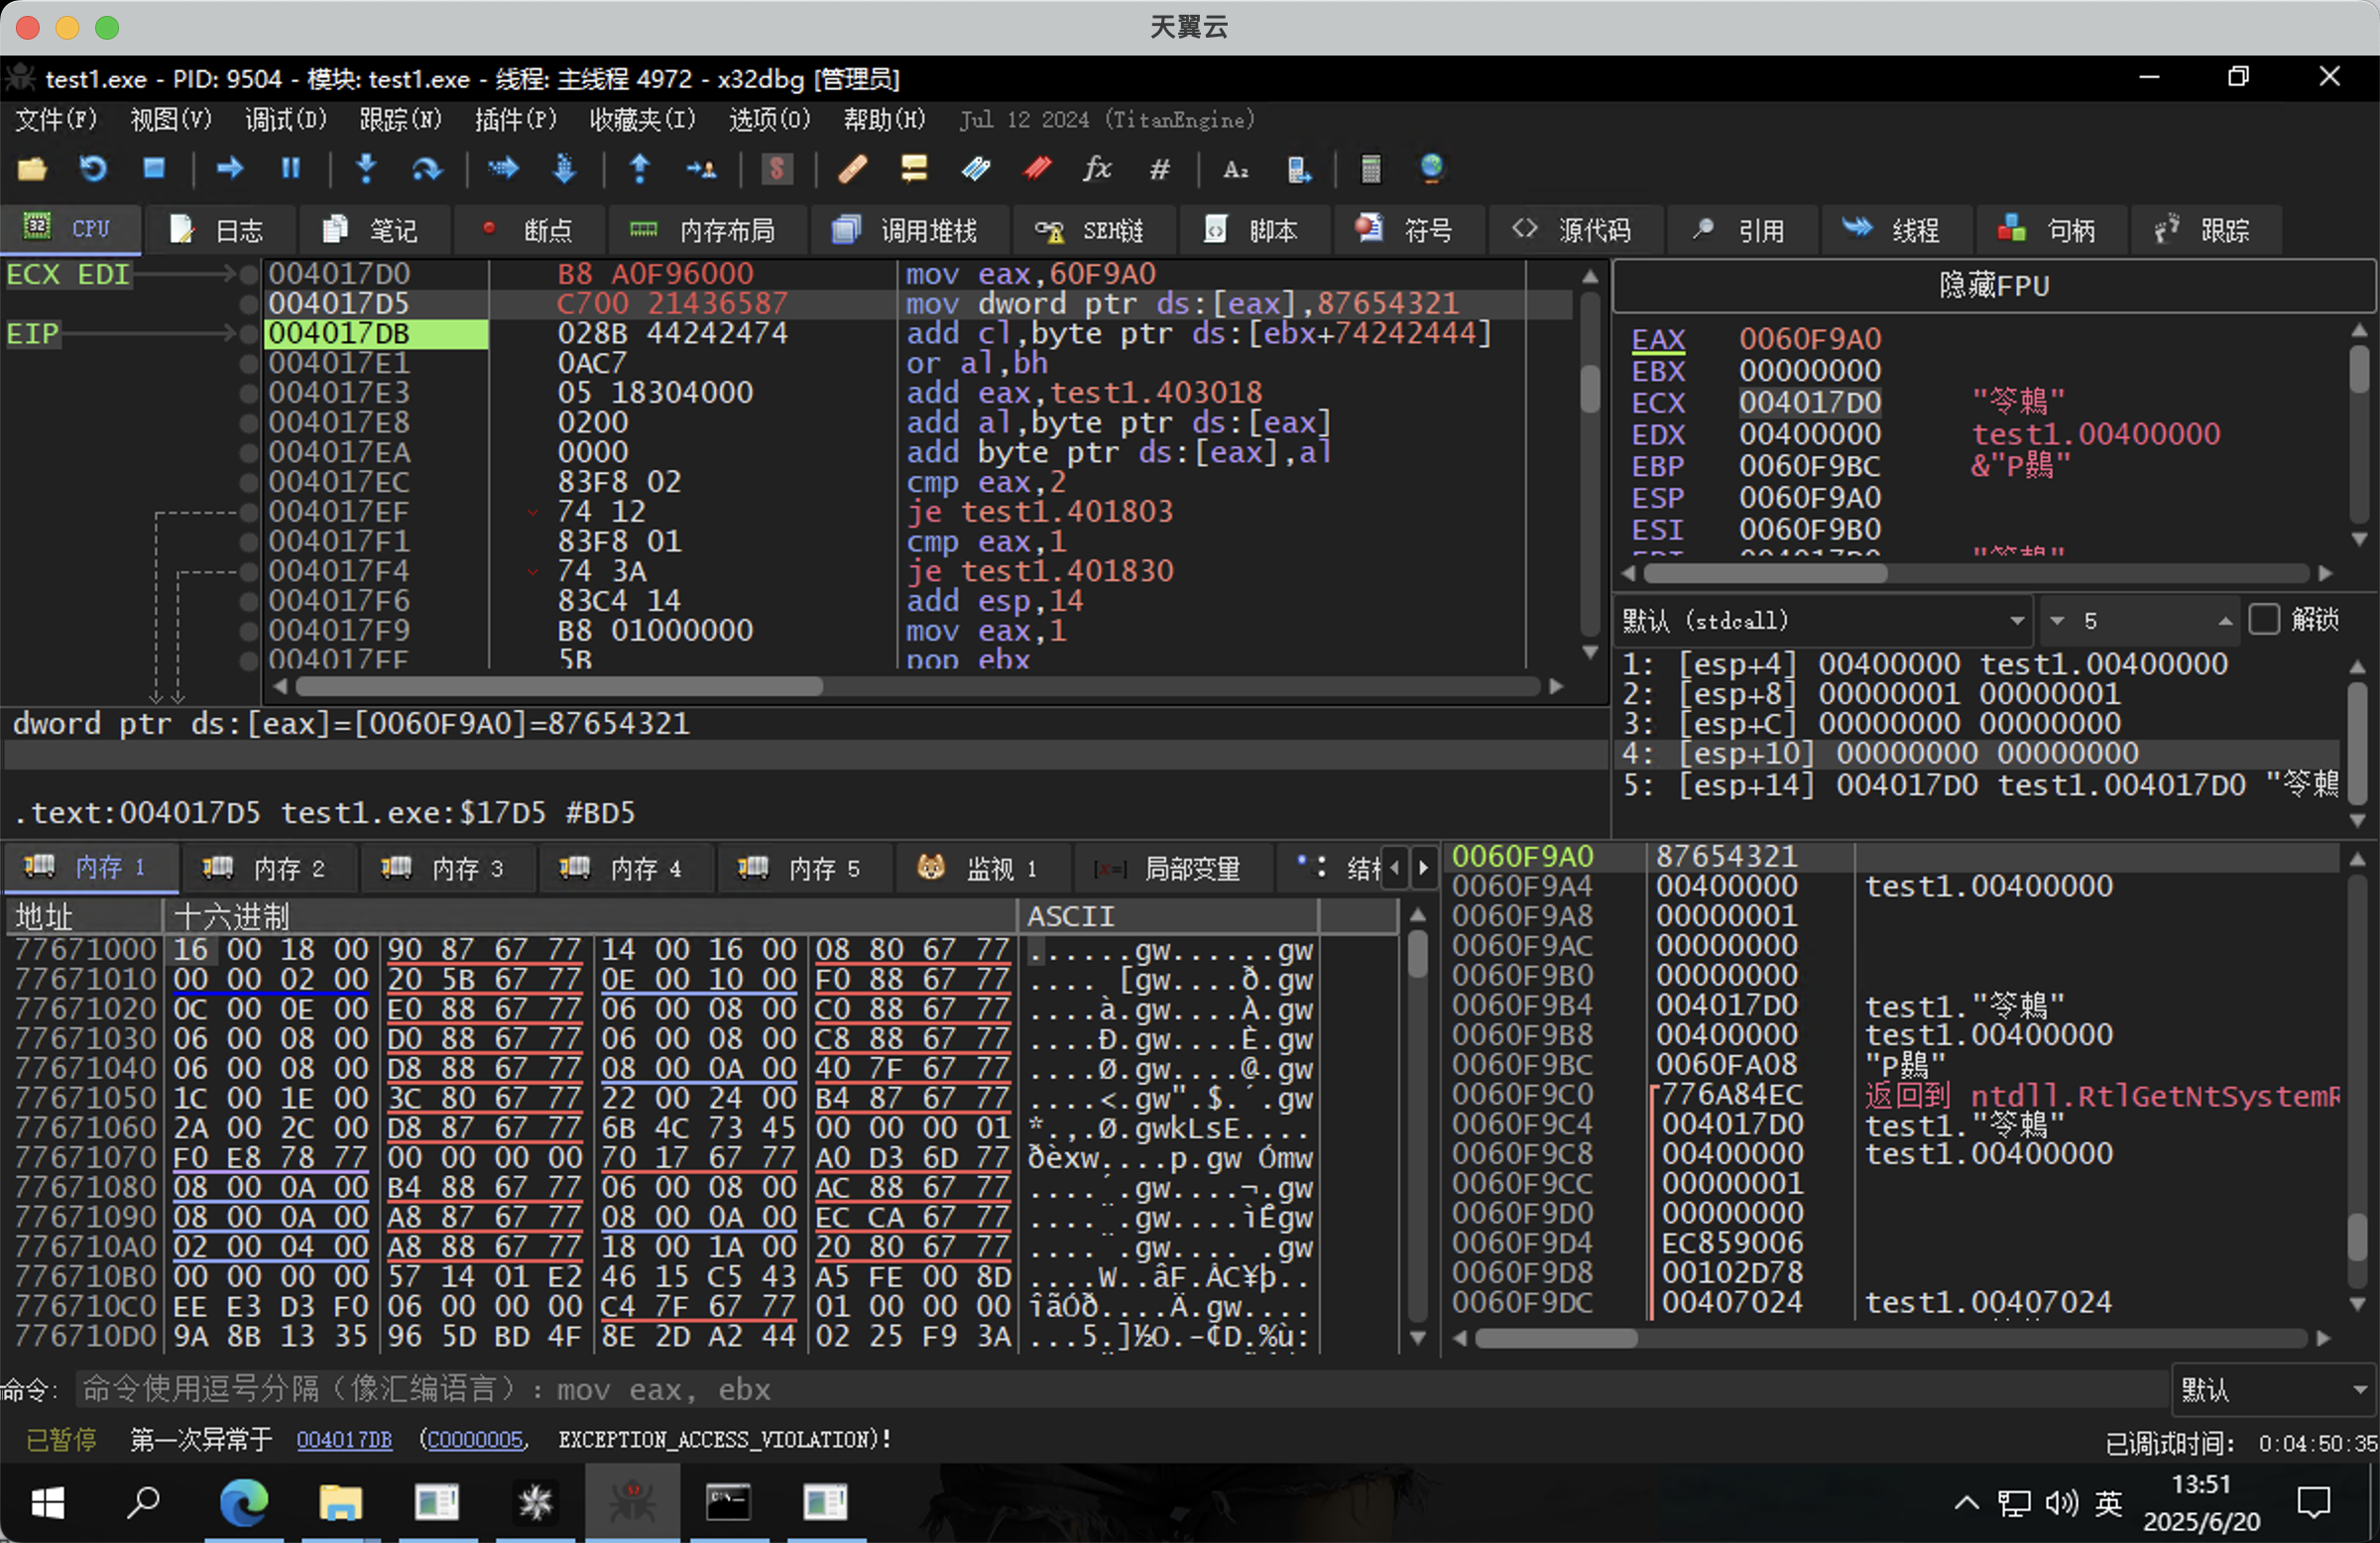 天翼云
test1.exe - PID: 9504 - 模块: test1.exe - 线程: 主线程 4972 - x32dbg [管理员]
文件(F) 视图(V) 调试(D) 跟踪(N) 插件(P) 收藏夹(I) 选项(O) 帮助(H) Jul 12 2024 (TitanEngine)
CPU 日志 笔记 断点 内存布局 调用堆栈 SEH链 脚本 符号 源代码 引用 线程 句柄 跟踪
ECX EDI
EIP
004017D0 B8 A0F96000 mov eax,60F9A0
004017D5 C700 21436587 mov dword ptr ds:[eax],87654321
004017DB 028B 44242474 add cl,byte ptr ds:[ebx+74242444]
004017E1 0AC7 or al,bh
004017E3 05 18304000 add eax,test1.403018
004017E8 0200 add al,byte ptr ds:[eax]
004017EA 0000 add byte ptr ds:[eax],al
004017EC 83F8 02 cmp eax,2
004017EF 74 12 je test1.401803
004017F1 83F8 01 cmp eax,1
004017F4 74 3A je test1.401830
004017F6 83C4 14 add esp,14
004017F9 B8 01000000 mov eax,1
5B pop ebx
dword ptr ds:[eax]=[0060F9A0]=87654321
.text:004017D5 test1.exe:$17D5 #BD5
隐藏FPU
EAX 0060F9A0
EBX 00000000
ECX 004017D0
EDX 00400000 test1.00400000
EBP 0060F9BC
ESP 0060F9A0
ESI 0060F9B0
默认 (stdcall) 5 解锁
1: [esp+4] 00400000 test1.00400000
2: [esp+8] 00000001 00000001
3: [esp+C] 00000000 00000000
4: [esp+10] 00000000 00000000
5: [esp+14] 004017D0 test1.004017D0
内存 1 内存 2 内存 3 内存 4 内存 5 监视 1 局部变量
地址 十六进制 ASCII
77671000 16 00 18 00 90 87 67 77 14 00 16 00 08 80 67 77 ......gw......gw
77671010 00 00 02 00 20 5B 67 77 0E 00 10 00 F0 88 67 77 .... [gw....ð.gw
77671020 0C 00 0E 00 E0 88 67 77 06 00 08 00 C0 88 67 77 ....à.gw....À.gw
77671030 06 00 08 00 D0 88 67 77 06 00 08 00 C8 88 67 77 ....Ð.gw....È.gw
77671040 06 00 08 00 D8 88 67 77 08 00 0A 00 40 7F 67 77 ....Ø.gw....@.gw
77671050 1C 00 1E 00 3C 80 67 77 22 00 24 00 B4 87 67 77 ....<.gw".$.´.gw
77671060 2A 00 2C 00 D8 87 67 77 6B 4C 73 45 00 00 00 01 *.,.Ø.gwkLsE....
77671070 F0 E8 78 77 00 00 00 00 70 17 67 77 A0 D3 6D 77 ðèxw....p.gw Ómw
77671080 08 00 0A 00 B4 88 67 77 06 00 08 00 AC 88 67 77 ....´.gw....¬.gw
77671090 08 00 0A 00 A8 87 67 77 08 00 0A 00 EC CA 67 77 ....¨.gw....ìÊgw
776710A0 02 00 04 00 A8 88 67 77 18 00 1A 00 20 80 67 77 ....¨.gw.... .gw
776710B0 00 00 00 00 57 14 01 E2 46 15 C5 43 A5 FE 00 8D ....W..âF.ÅC¥þ..
776710C0 EE E3 D3 F0 06 00 00 00 C4 7F 67 77 01 00 00 00 îãÓð....Ä.gw....
776710D0 9A 8B 13 35 96 5D BD 4F 8E 2D A2 44 02 25 F9 3A ...5.]½O.-¢D.%ù:
0060F9A0 87654321
0060F9A4 00400000 test1.00400000
0060F9A8 00000001
0060F9AC 00000000
0060F9B0 00000000
0060F9B4 004017D0
0060F9B8 00400000 test1.00400000
0060F9BC 0060FA08
0060F9C0 776A84EC 返回到 ntdll.RtlGetNtSystemR
0060F9C4 004017D0
0060F9C8 00400000 test1.00400000
0060F9CC 00000001
0060F9D0 00000000
0060F9D4 EC859006
0060F9D8 00102D78
0060F9DC 00407024 test1.00407024
命令: 命令使用逗号分隔（像汇编语言）: mov eax, ebx 默认
已暂停 第一次异常于 004017DB (C0000005, EXCEPTION_ACCESS_VIOLATION)! 已调试时间: 0:04:50:35
英 13:51
2025/6/20